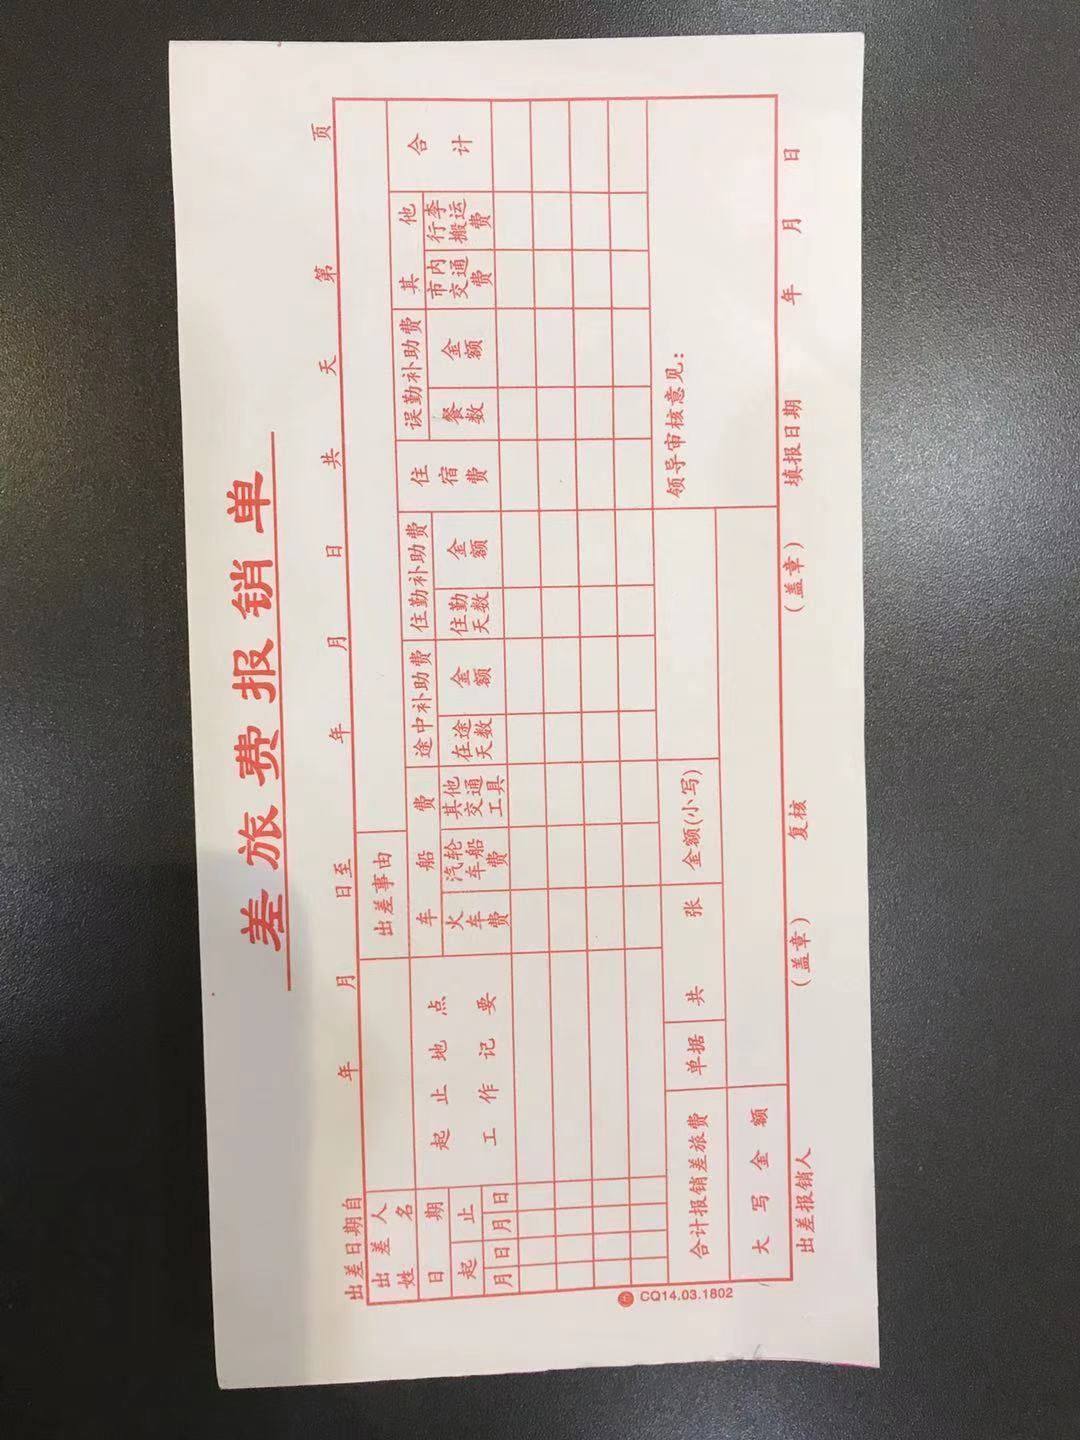 差旅费报销单
出差日期自 年 月 日至 年 月 日 共 天 第 页
出差人姓名 出差事由
日期 起止地点 车船费 途中补助费 住勤补助费 住宿费 误勤补助费 其他 合计
起 止 工作记要 火车费 汽车轮船费 其他交通工具 在途天数 金额 住勤天数 金额 餐数 金额 市内交通费 行李搬运费
月 日 月 日
合计报销差旅费 单据 共 张 金额(小写) 领导审核意见:
大写金额
出差报销人 (盖章) 复核 (盖章) 填报日期 年 月 日
CQ14.03.1802